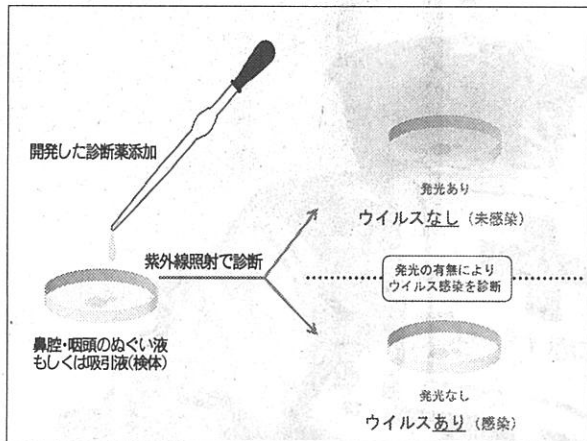 開発した診断薬添加
発光あり
ウイルスなし（未感染）
紫外線照射で診断
発光の有無により
ウイルス感染を診断
鼻腔・咽頭のぬぐい液
もしくは吸引液(検体)
発光なし
ウイルスあり（感染）